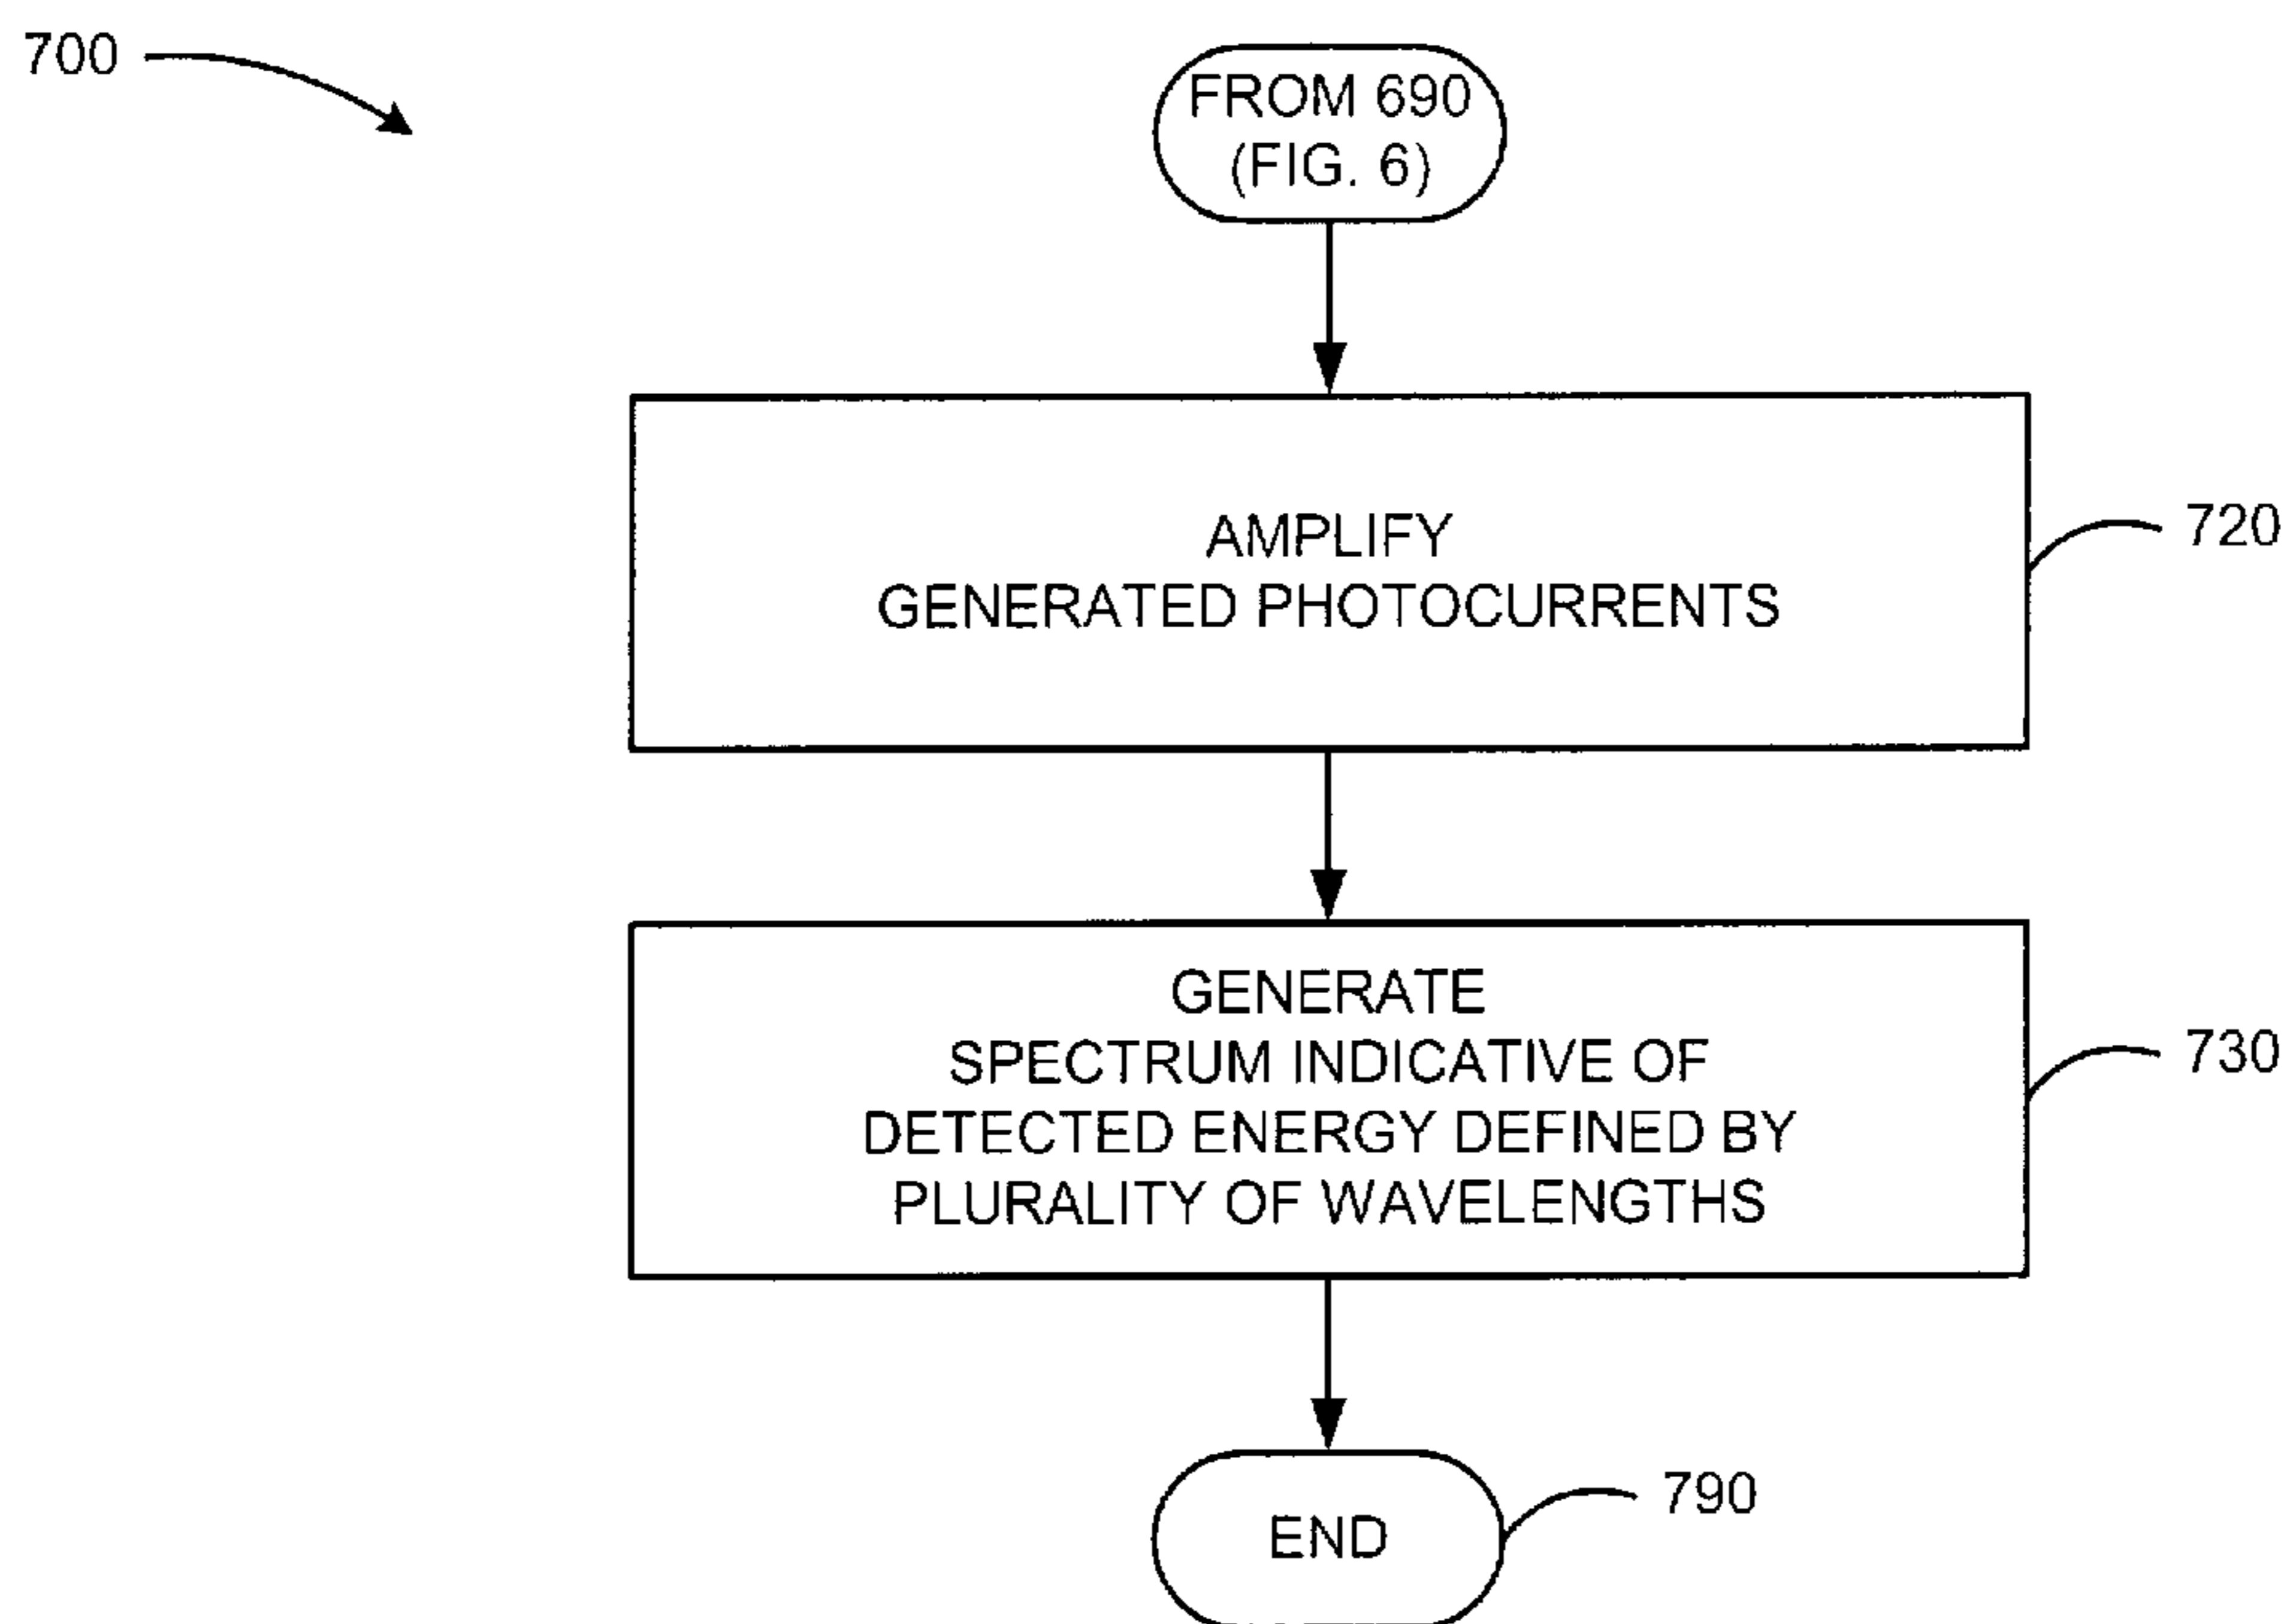 700
FROM 690
(FIG. 6)
AMPLIFY
GENERATED PHOTOCURRENTS
720
GENERATE
SPECTRUM INDICATIVE OF
DETECTED ENERGY DEFINED BY
PLURALITY OF WAVELENGTHS
730
END
790